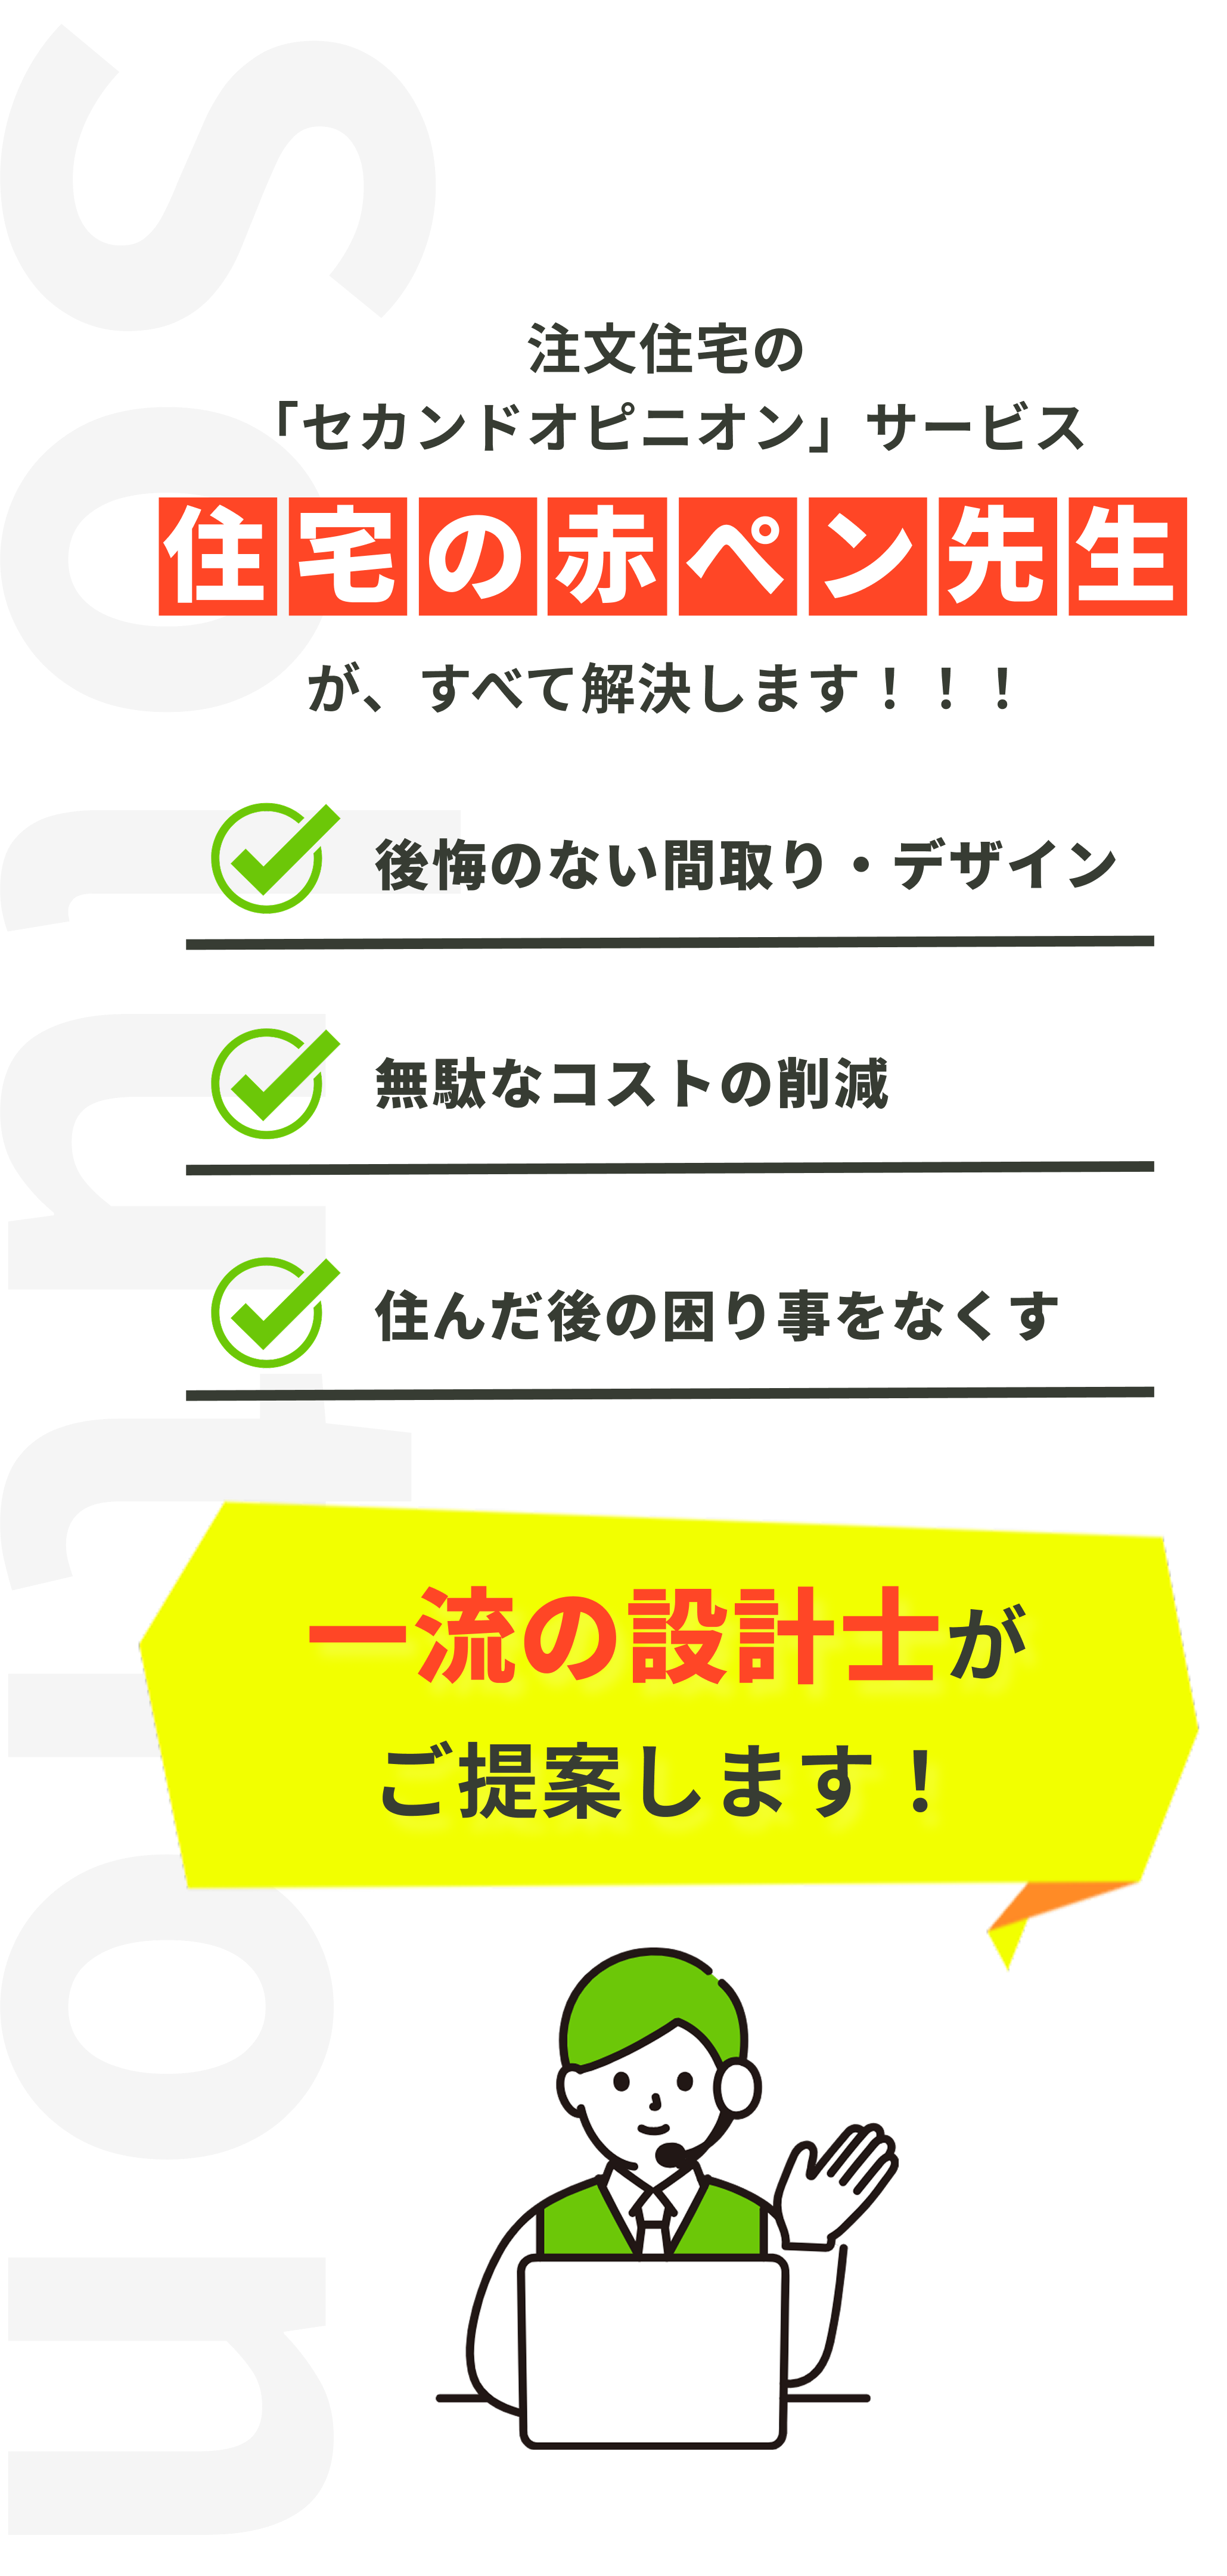 Solution
注文住宅の
「セカンドオピニオン」サービス
住宅の赤ペン先生
が、すべて解決します！！！
後悔のない間取り・デザイン
無駄なコストの削減
住んだ後の困り事をなくす
一流の設計士が
ご提案します！